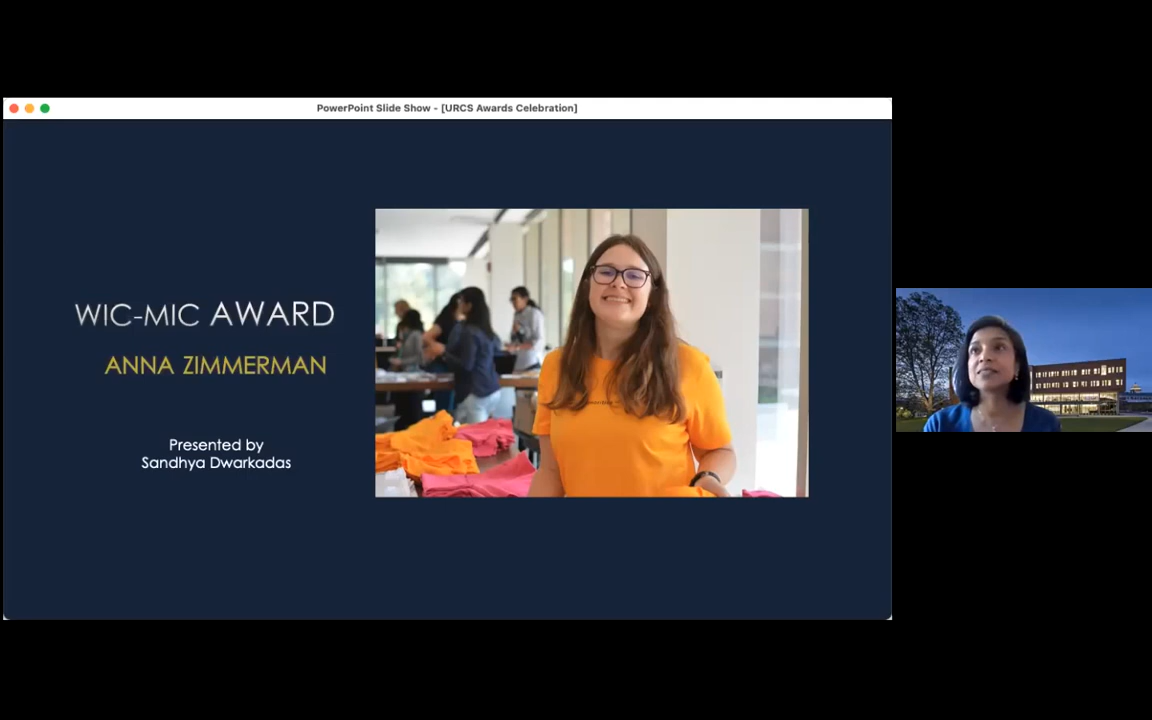 PowerPoint Slide Show - [URCS Awards Celebration]
WIC-MIC AWARD
ANNA ZIMMERMAN
Presented by
Sandhya Dwarkadas